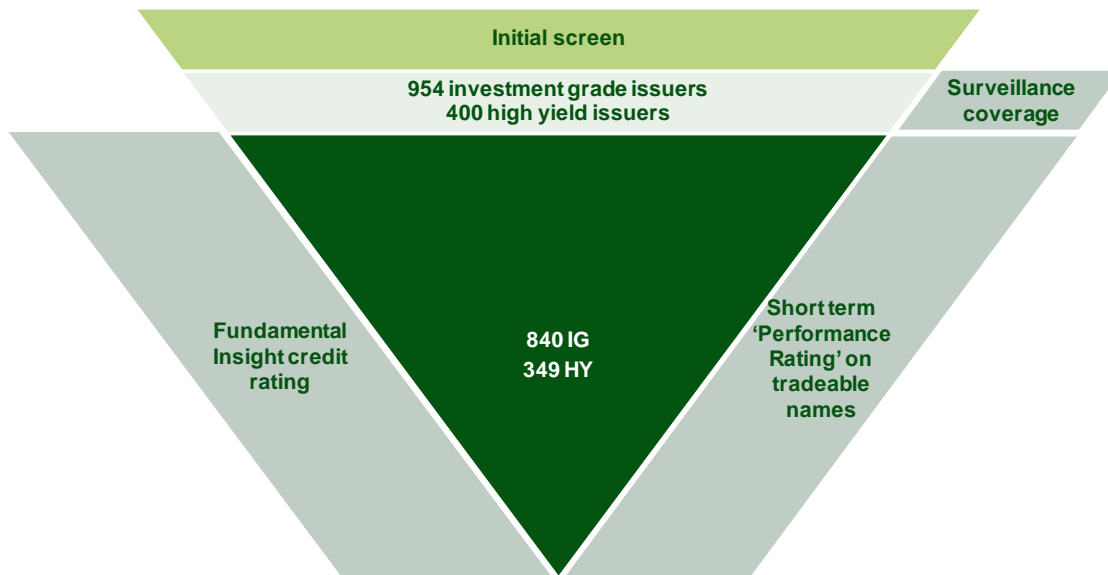 Initial screen
954 investment grade issuers
400 high yield issuers
Surveillance
coverage
Fundamental
Insight credit
rating
840 IG
349 HY
Short term
‘Performance
Rating’ on
tradeable
names